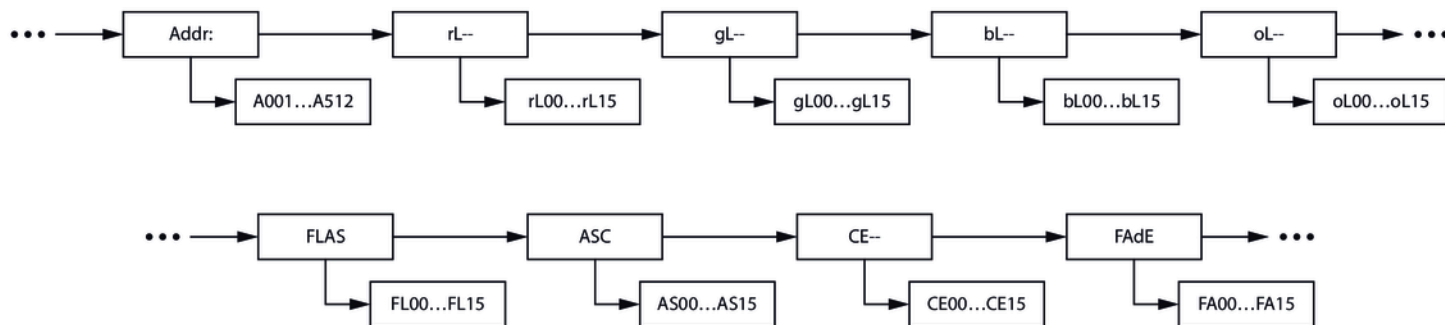 ••• Addr: rL-- gL-- bL-- oL-- •••
A001...A512 rL00...rL15 gL00...gL15 bL00...bL15 oL00...oL15
••• FLAS ASC CE-- FAdE •••
FL00...FL15 AS00...AS15 CE00...CE15 FA00...FA15